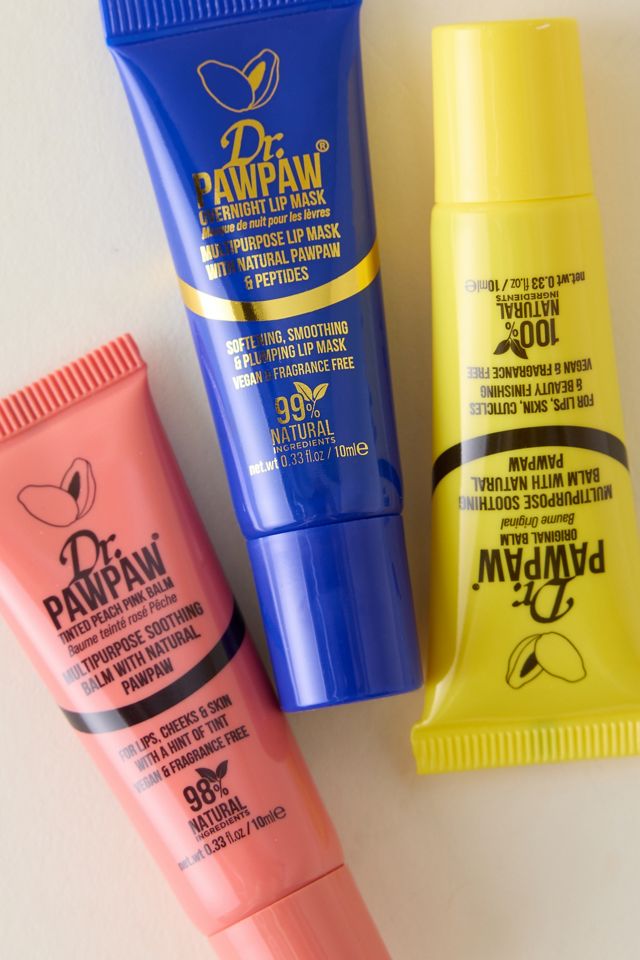 Dr.
PAWPAW®
OVERNIGHT LIP MASK
Masque de nuit pour les lèvres
MULTIPURPOSE LIP MASK
WITH NATURAL PAWPAW
& PEPTIDES
SOFTENING, SMOOTHING
& PLUMPING LIP MASK
VEGAN & FRAGRANCE FREE
99%
NATURAL
INGREDIENTS
net.wt 0.33 fl.oz / 10ml℮
Dr.
PAWPAW®
TINTED PEACH PINK BALM
Baume teinté rosé Pêche
MULTIPURPOSE SOOTHING
BALM WITH NATURAL
PAWPAW
FOR LIPS, CHEEKS & SKIN
WITH A HINT OF TINT
VEGAN & FRAGRANCE FREE
98%
NATURAL
INGREDIENTS
net.wt 0.33 fl.oz / 10ml℮
Dr.
PAWPAW®
ORIGINAL BALM
Baume Original
MULTIPURPOSE SOOTHING
BALM WITH NATURAL
PAWPAW
FOR LIPS, SKIN, CUTICLES
& BEAUTY FINISHING
VEGAN & FRAGRANCE FREE
100%
NATURAL
INGREDIENTS
net.wt 0.33 fl.oz / 10ml℮